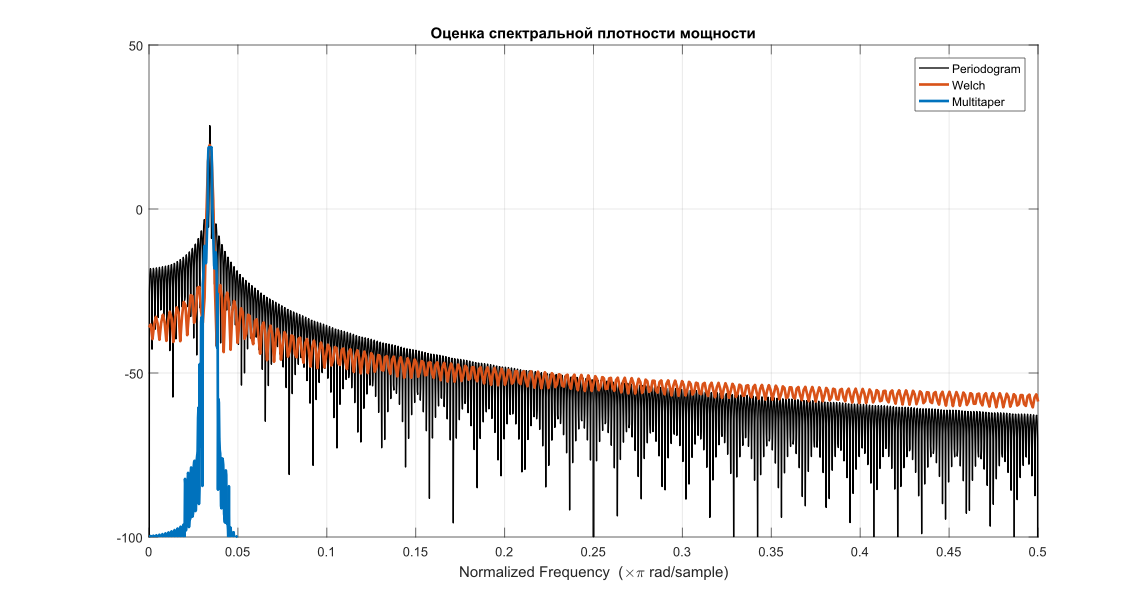 Оценка спектральной плотности мощности
50
0
-50
-100
Periodogram
Welch
Multitaper
0 0.05 0.1 0.15 0.2 0.25 0.3 0.35 0.4 0.45 0.5
Normalized Frequency (×π rad/sample)